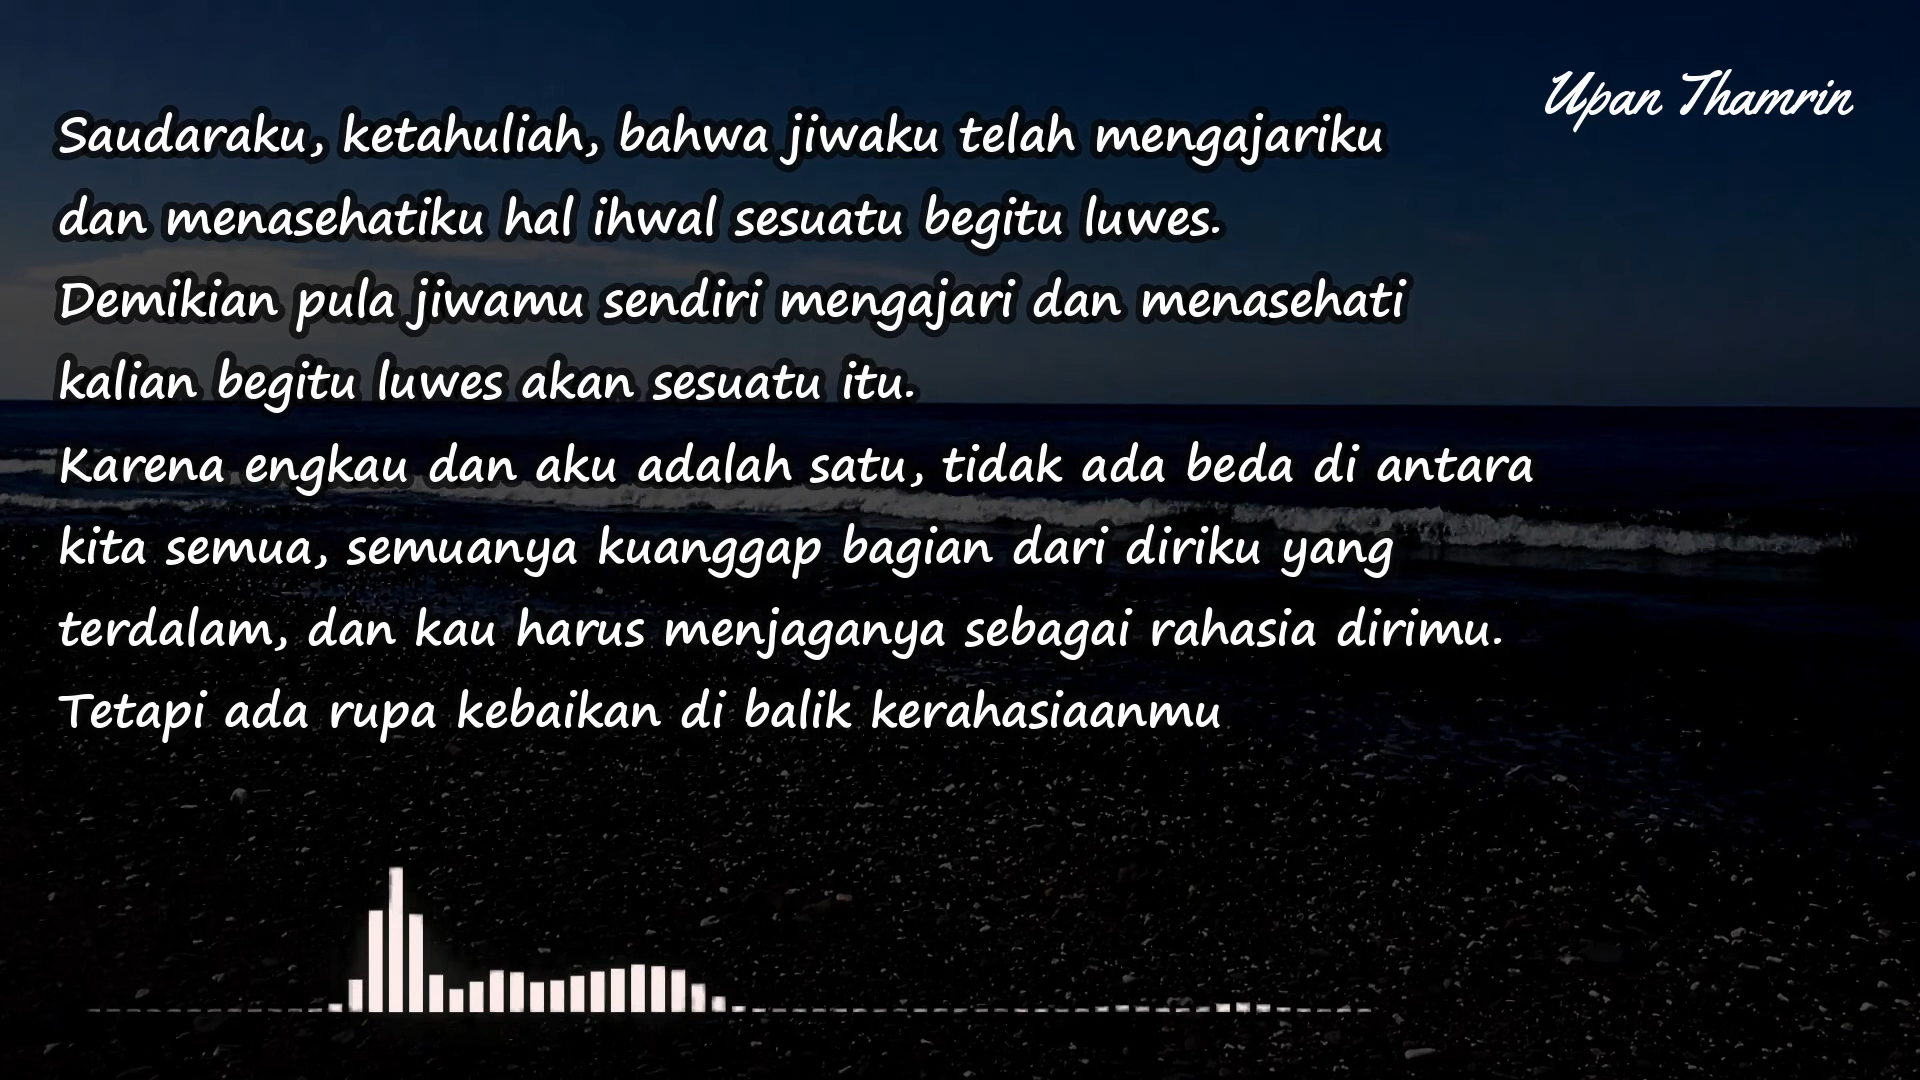 Upan Thamrin
Saudaraku, ketahuliah, bahwa jiwaku telah mengajariku
dan menasehatiku hal ihwal sesuatu begitu luwes.
Demikian pula jiwamu sendiri mengajari dan menasehati
kalian begitu luwes akan sesuatu itu.
Karena engkau dan aku adalah satu, tidak ada beda di antara
kita semua, semuanya kuanggap bagian dari diriku yang
terdalam, dan kau harus menjaganya sebagai rahasia dirimu.
Tetapi ada rupa kebaikan di balik kerahasiaanmu